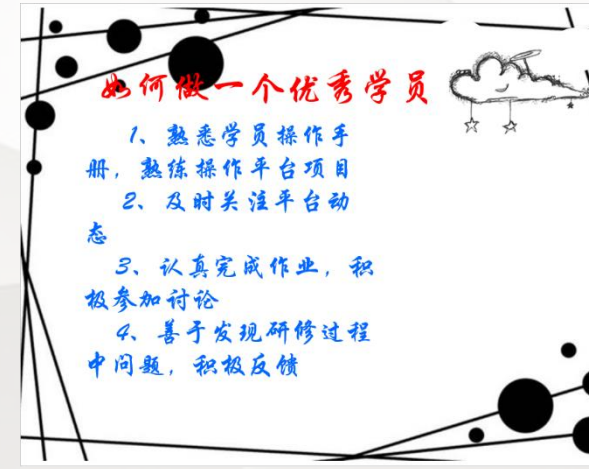 如何做一个优秀学员
1、熟悉学员操作手
册，熟练操作平台项目
2、及时关注平台动
态
3、认真完成作业，积
极参加讨论
4、善于发现研修过程
中问题，积极反馈